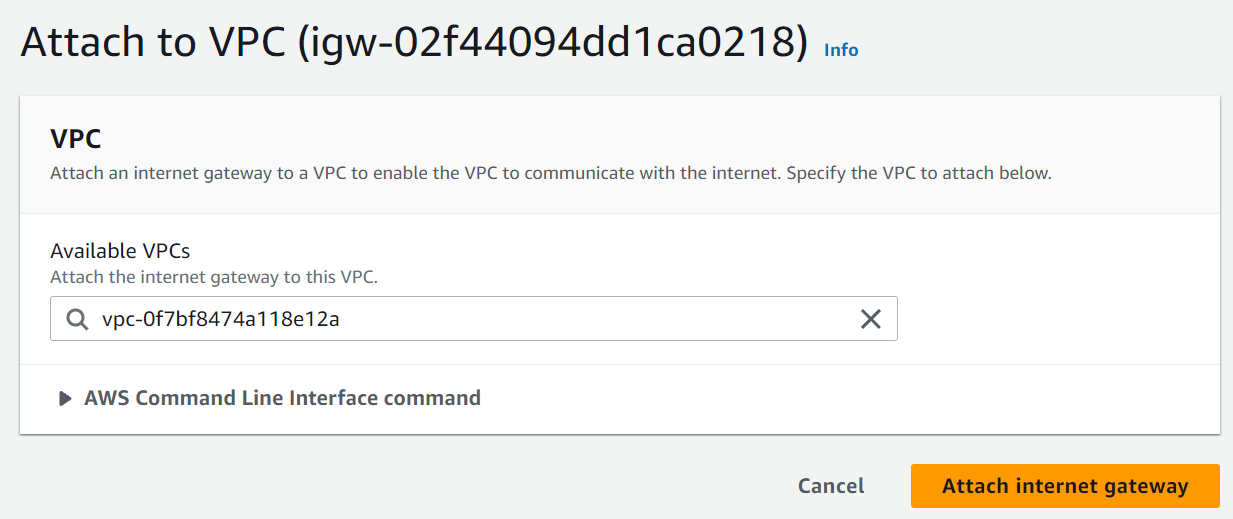 Attach to VPC (igw-02f44094dd1ca0218) Info
VPC
Attach an internet gateway to a VPC to enable the VPC to communicate with the internet. Specify the VPC to attach below.
Available VPCs
Attach the internet gateway to this VPC.
vpc-0f7bf8474a118e12a
AWS Command Line Interface command
Cancel Attach internet gateway